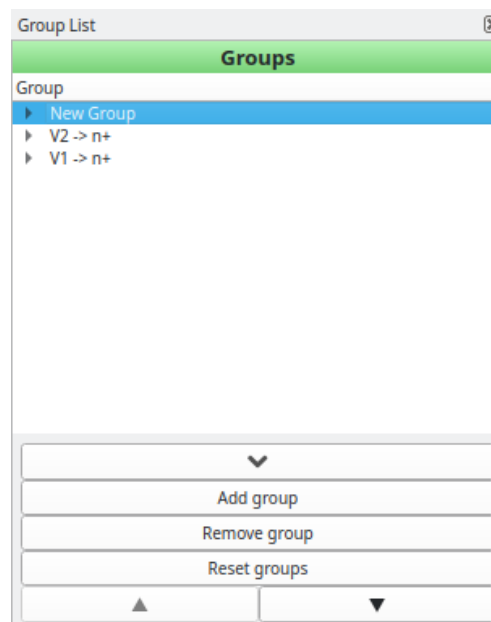 Group List
Groups
Group
New Group
V2 -> n+
V1 -> n+
Add group
Remove group
Reset groups